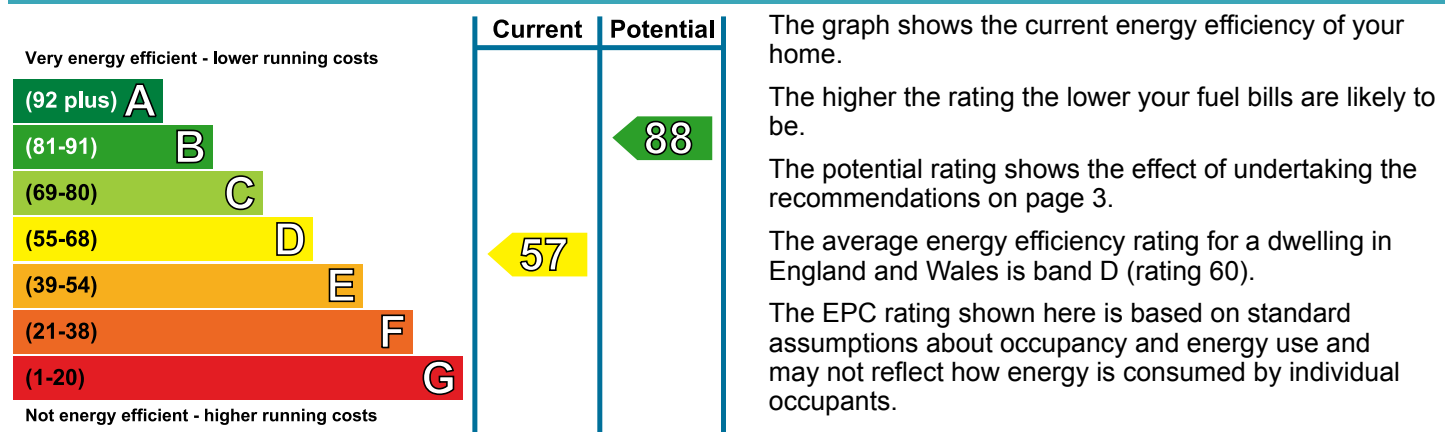 Current Potential
Very energy efficient - lower running costs
(92 plus) A
(81-91) B
88
(69-80) C
(55-68) D
57
(39-54) E
(21-38) F
(1-20) G
Not energy efficient - higher running costs
The graph shows the current energy efficiency of your
home.
The higher the rating the lower your fuel bills are likely to
be.
The potential rating shows the effect of undertaking the
recommendations on page 3.
The average energy efficiency rating for a dwelling in
England and Wales is band D (rating 60).
The EPC rating shown here is based on standard
assumptions about occupancy and energy use and
may not reflect how energy is consumed by individual
occupants.